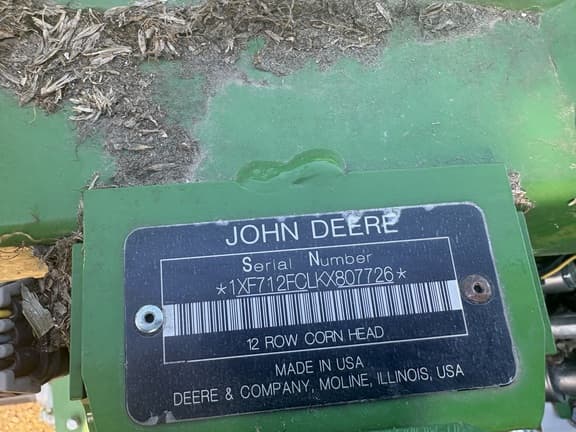 JOHN DEERE
Serial Number
*1XF712FCLKX807726*
12 ROW CORN HEAD
MADE IN USA
DEERE & COMPANY, MOLINE, ILLINOIS, USA